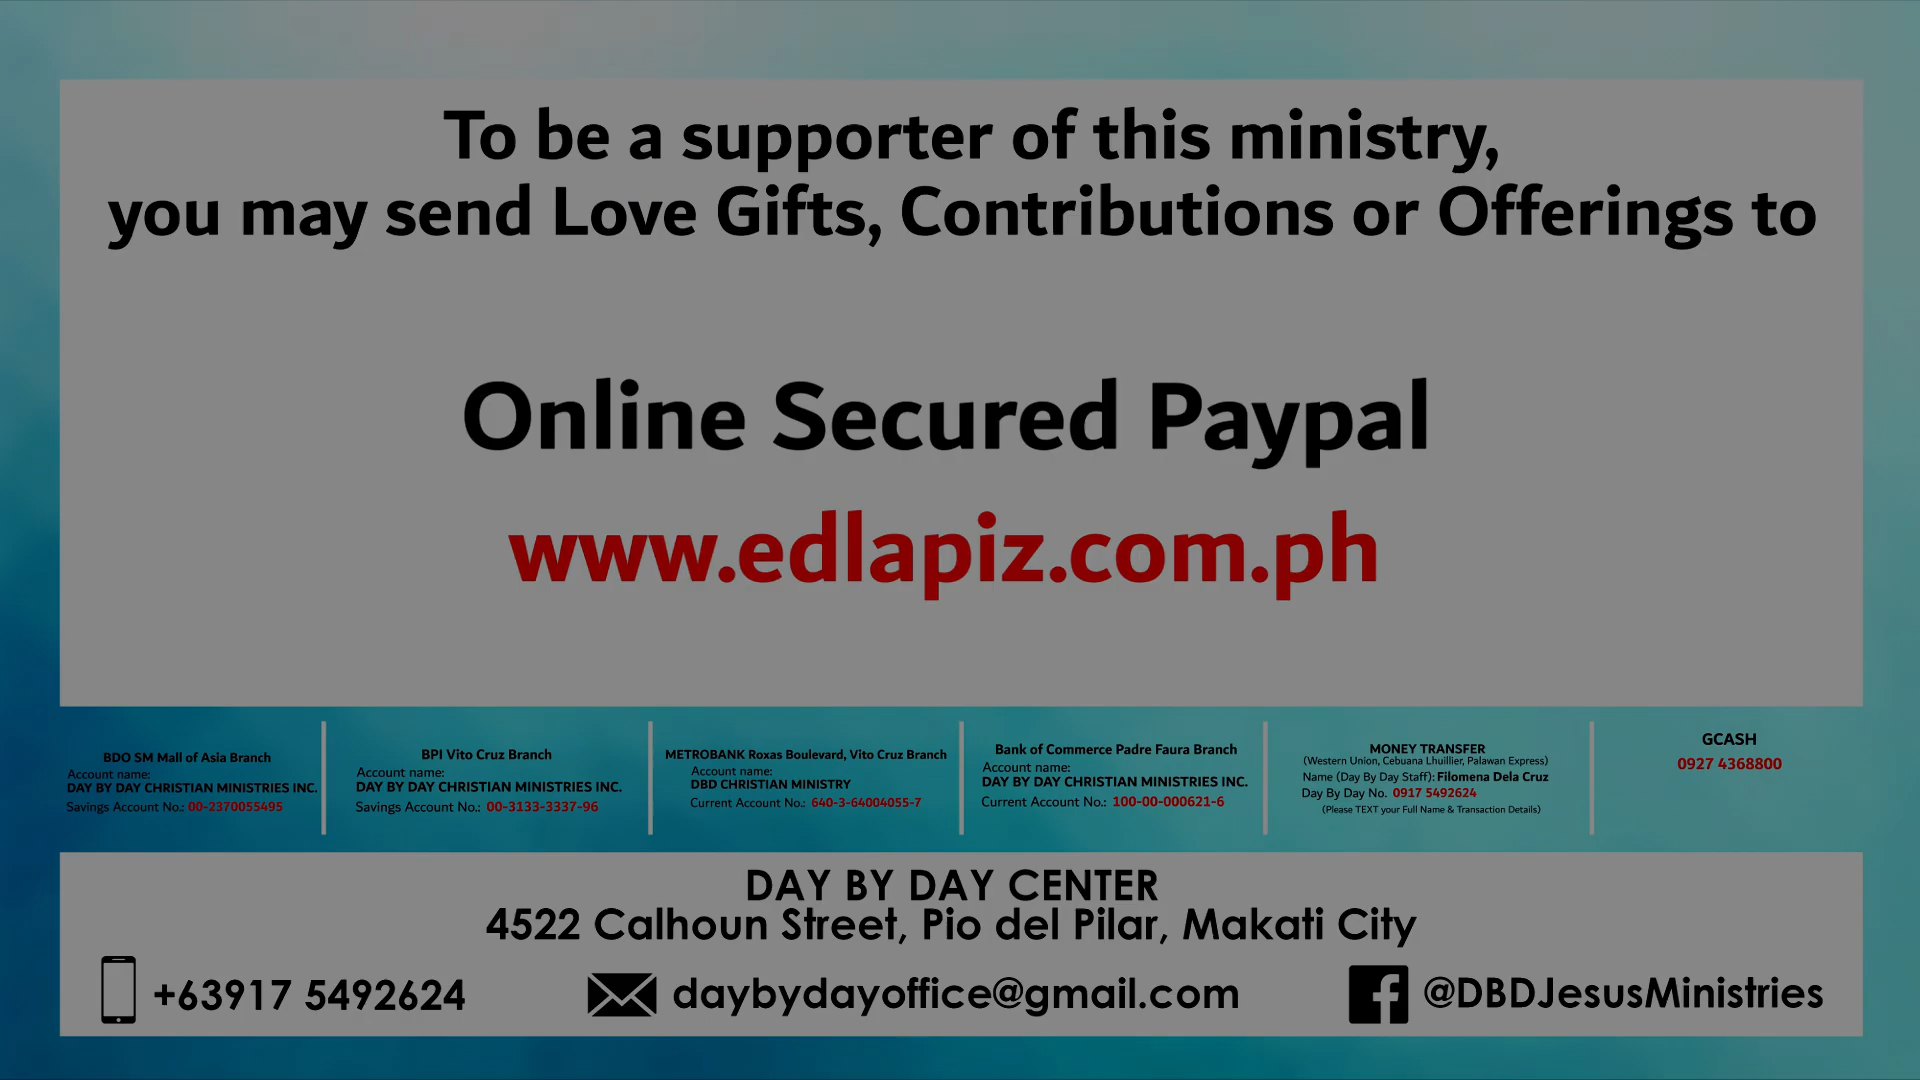 To be a supporter of this ministry,
you may send Love Gifts, Contributions or Offerings to
Online Secured Paypal
www.edlapiz.com.ph
BDO SM Mall of Asia Branch
Account name:
DAY BY DAY CHRISTIAN MINISTRIES INC.
Savings Account No.: 00-2370055495
BPI Vito Cruz Branch
Account name:
DAY BY DAY CHRISTIAN MINISTRIES INC.
Savings Account No.: 00-3133-3337-96
METROBANK Roxas Boulevard, Vito Cruz Branch
Account name:
DBD CHRISTIAN MINISTRY
Current Account No.: 640-3-64004055-7
Bank of Commerce Padre Faura Branch
Account name:
DAY BY DAY CHRISTIAN MINISTRIES INC.
Current Account No.: 100-00-000621-6
MONEY TRANSFER
(Western Union, Cebuana Lhuillier, Palawan Express)
Name (Day By Day Staff): Filomena Dela Cruz
Day By Day No. 0917 5492624
(Please TEXT your Full Name & Transaction Details)
GCASH
0927 4368800
DAY BY DAY CENTER
4522 Calhoun Street, Pio del Pilar, Makati City
+63917 5492624
daybydayoffice@gmail.com
@DBDJesusMinistries